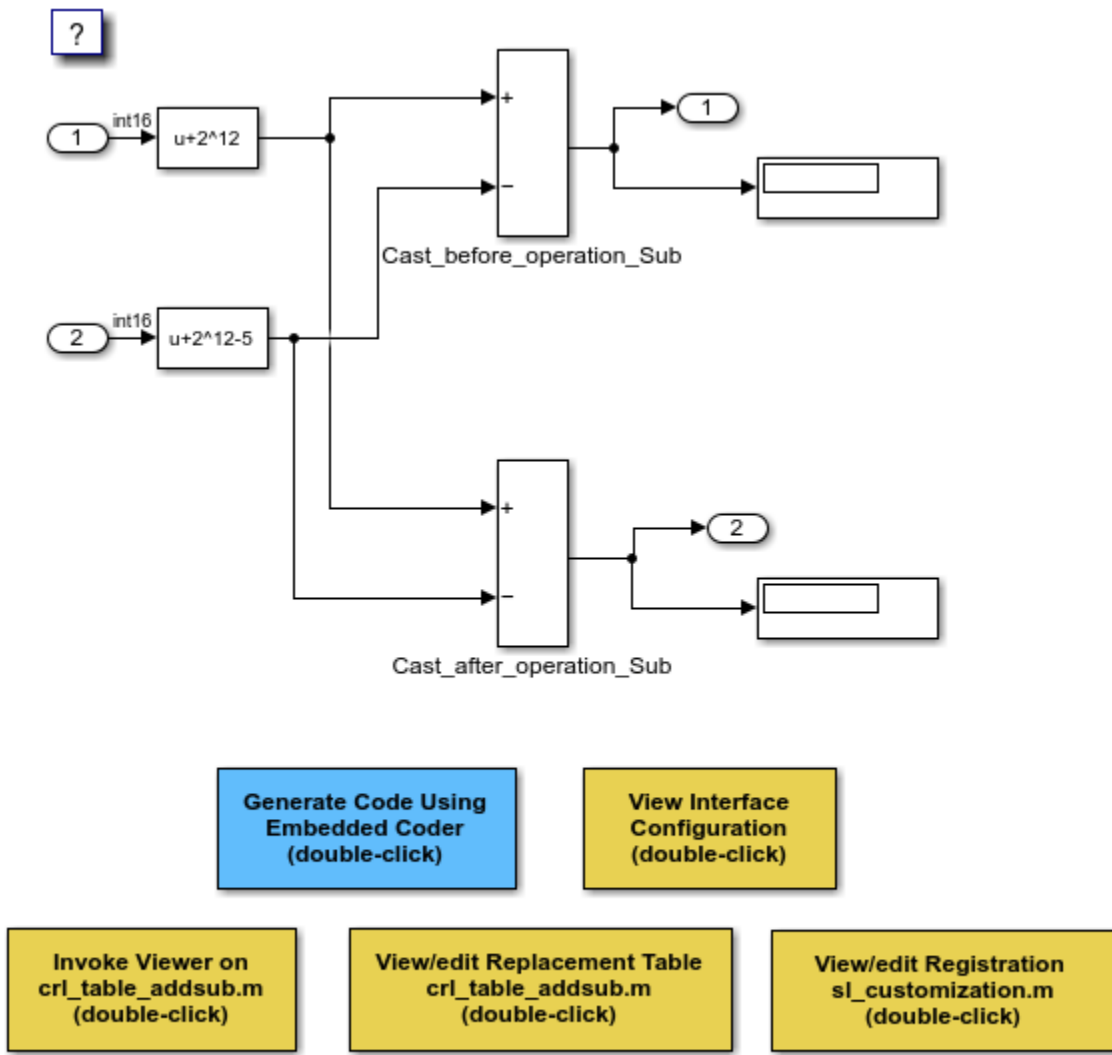 ?
1
int16
u+2^12
+
−
1
Cast_before_operation_Sub
2
int16
u+2^12-5
+
−
2
Cast_after_operation_Sub
Generate Code Using
Embedded Coder
(double-click)
View Interface
Configuration
(double-click)
Invoke Viewer on
crl_table_addsub.m
(double-click)
View/edit Replacement Table
crl_table_addsub.m
(double-click)
View/edit Registration
sl_customization.m
(double-click)